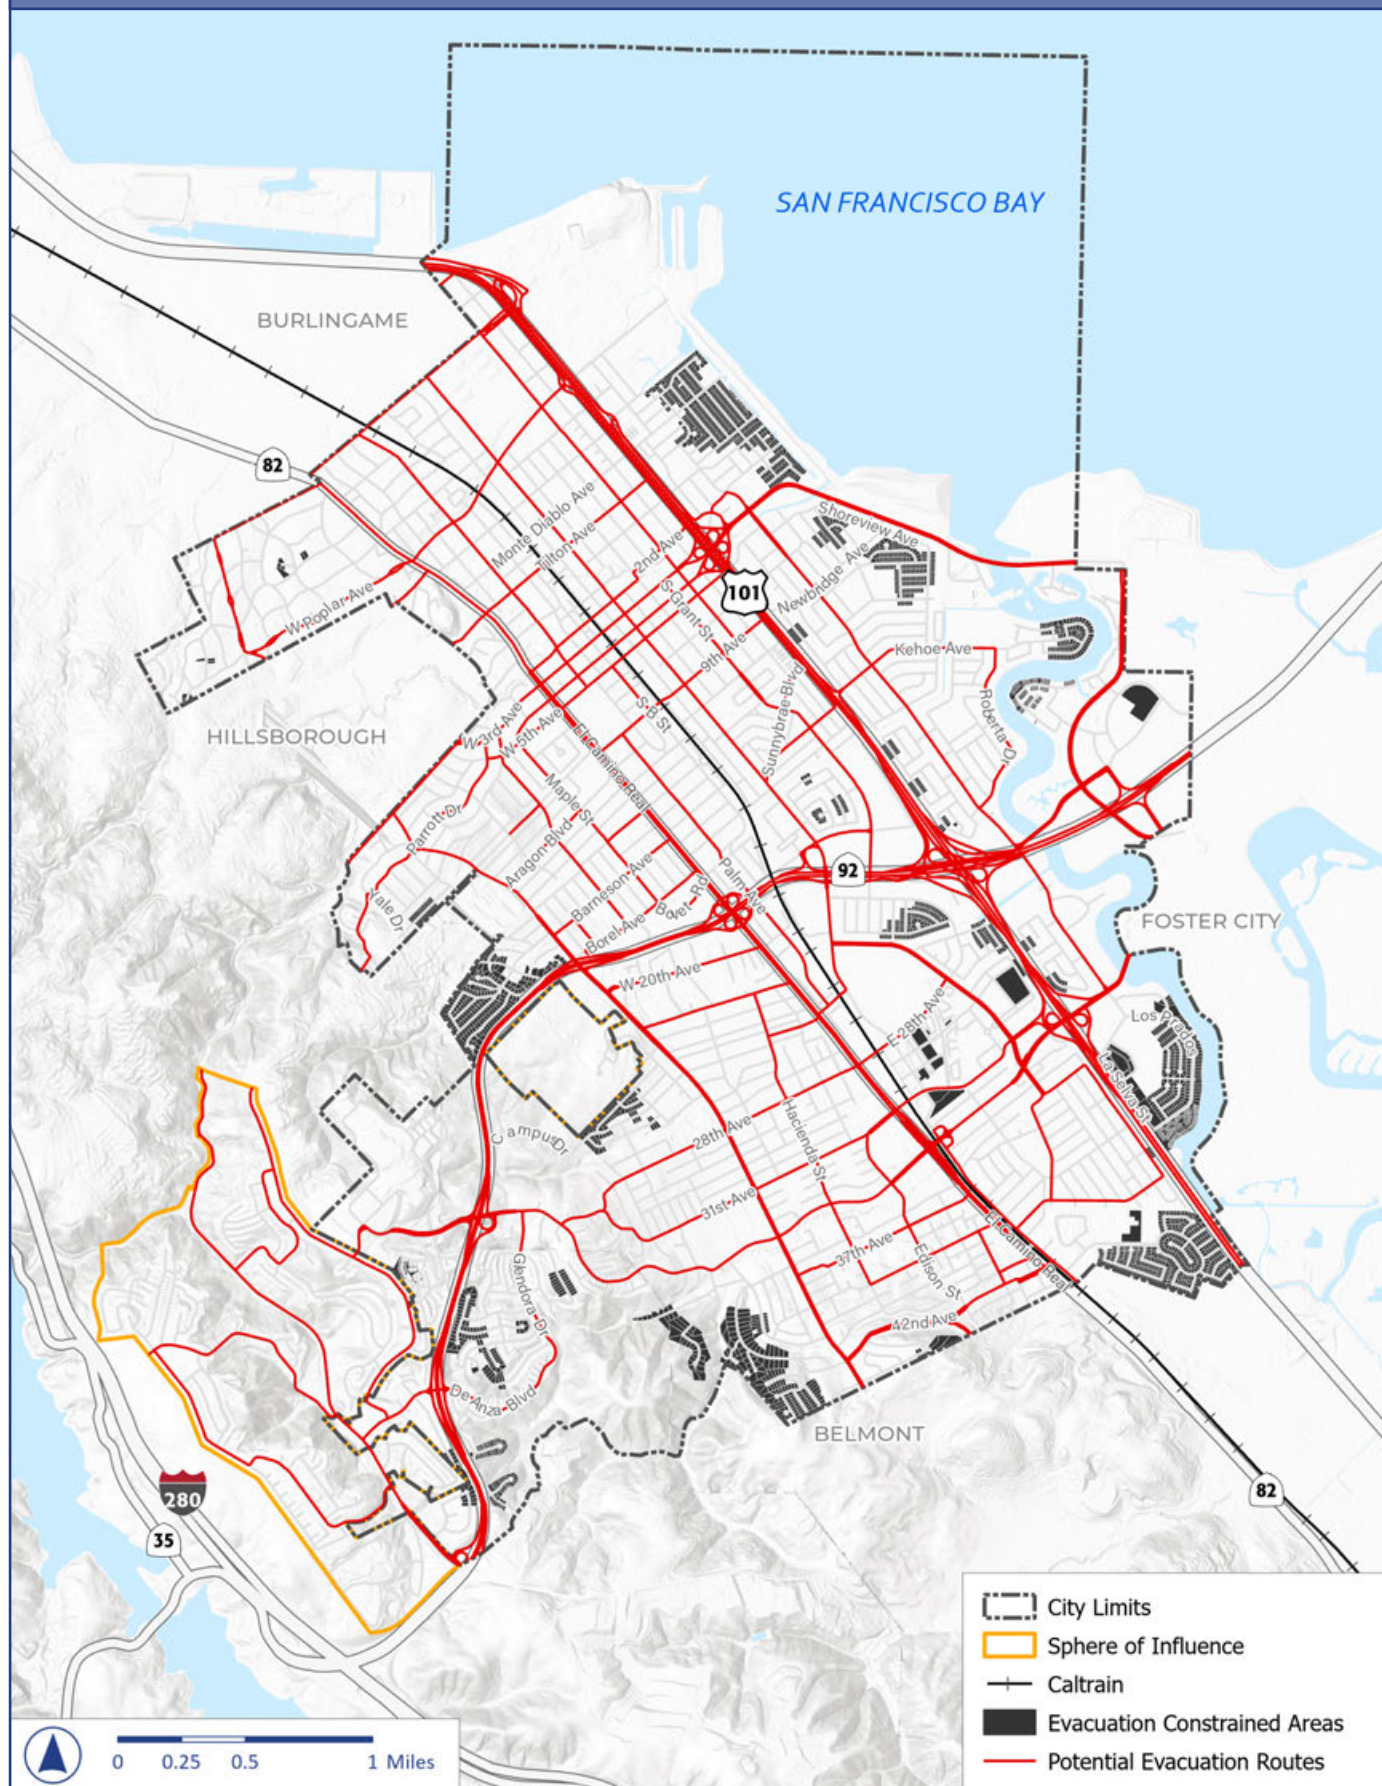 SAN FRANCISCO BAY
BURLINGAME
82
Monte Diablo Ave
Tilton Ave
2nd Ave
Shoreview Ave
101
Newbridge Ave
W Poplar Ave
S Grant St
9th Ave
Kehoe Ave
Sunnybrae Blvd
Roberta Dr
HILLSBOROUGH
W 3rd Ave
W 5th Ave
S B St
El Camino Real
Maple St
Parrott Dr
Aragon Blvd
Barneson Ave
Bovet Rd
Palm Ave
92
Yale Dr
Borel Ave
FOSTER CITY
W 20th Ave
E 28th Ave
Los Prados
La Selva St
Campus Dr
28th Ave
Hacienda St
31st Ave
37th Ave
Edison St
El Camino Real
Glendora Dr
42nd Ave
De Anza Blvd
BELMONT
280
82
35
City Limits
Sphere of Influence
Caltrain
Evacuation Constrained Areas
Potential Evacuation Routes
0 0.25 0.5 1 Miles